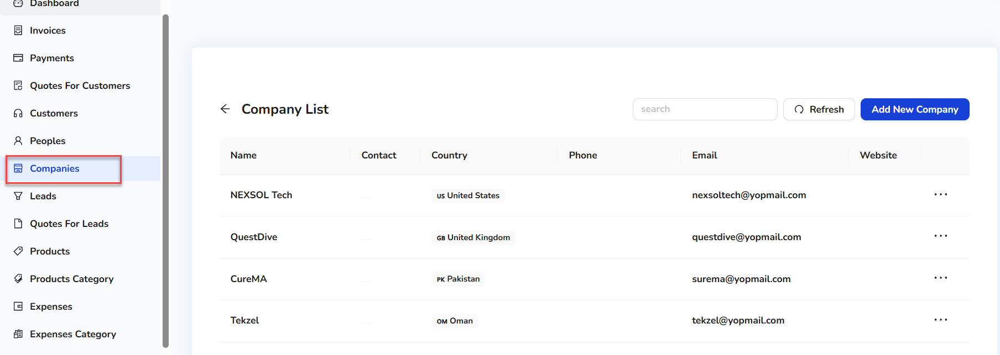 Dashboard
Invoices
Payments
Quotes For Customers
Customers
Peoples
Companies
Leads
Quotes For Leads
Products
Products Category
Expenses
Expenses Category
Company List
search
Refresh
Add New Company
Name Contact Country Phone Email Website
NEXSOL Tech US United States nexsoltech@yopmail.com
QuestDive GB United Kingdom questdive@yopmail.com
CureMA PK Pakistan surema@yopmail.com
Tekzel OM Oman tekzel@yopmail.com